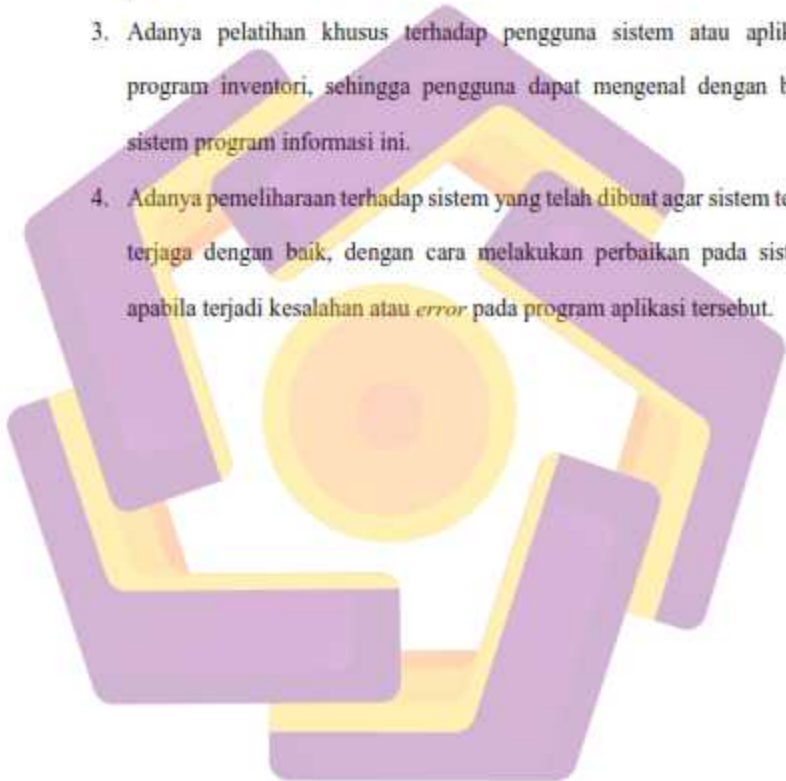 3. Adanya pelatihan khusus terhadap pengguna sistem atau
program inventori, sehingga pengguna dapat mengenal dengan
sistem program informasi ini.
4. Adanya pemeliharaan terhadap sistem yang telah dibuat agar sistem
terjaga dengan baik, dengan cara melakukan perbaikan pada
apabila terjadi kesalahan atau error pada program aplikasi tersebut.